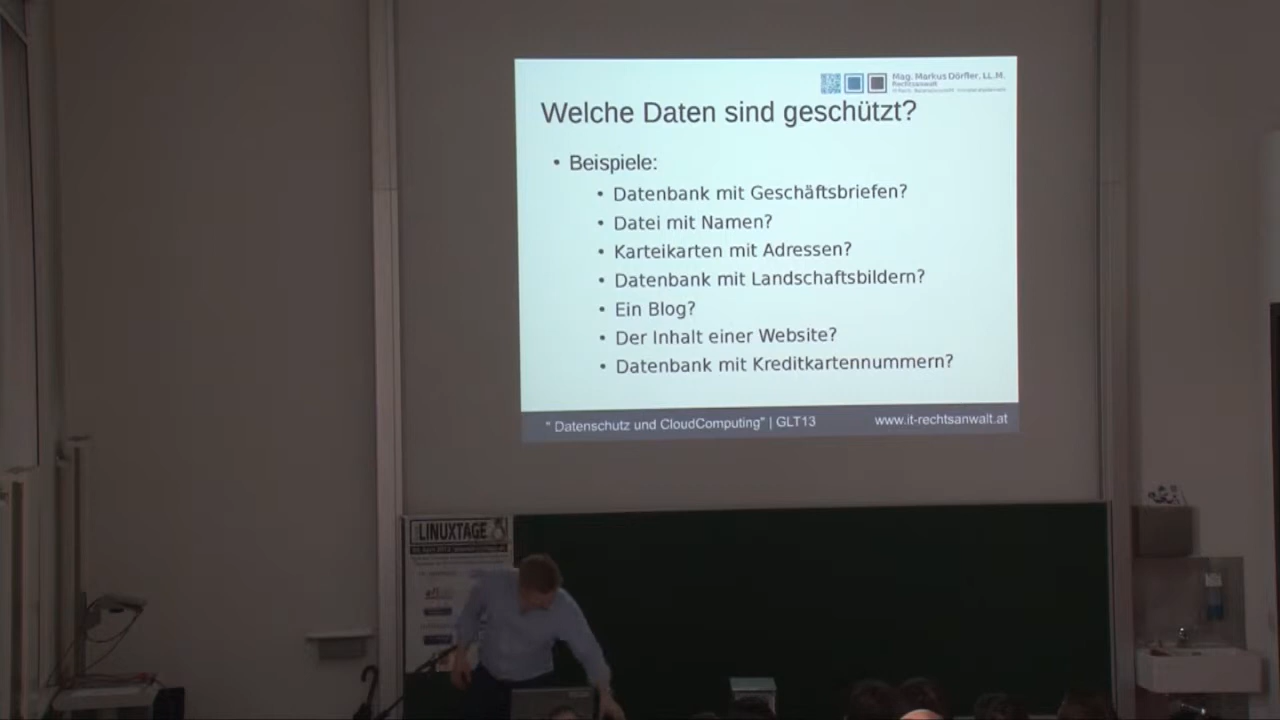 Mag. Markus Dörfler, LL.M.
Rechtsanwalt
Welche Daten sind geschützt?
• Beispiele:
• Datenbank mit Geschäftsbriefen?
• Datei mit Namen?
• Karteikarten mit Adressen?
• Datenbank mit Landschaftsbildern?
• Ein Blog?
• Der Inhalt einer Website?
• Datenbank mit Kreditkartennummern?
" Datenschutz und CloudComputing" | GLT13
www.it-rechtsanwalt.at
LINUXTAGE